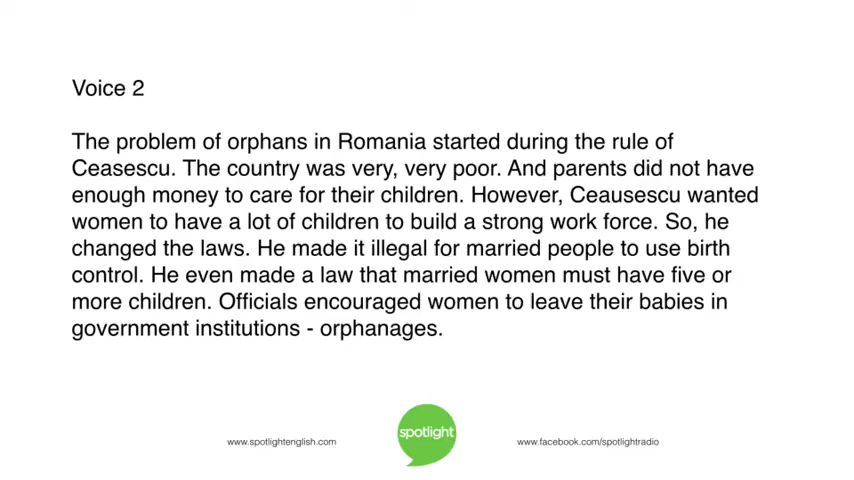 Voice 2
The problem of orphans in Romania started during the rule of
Ceasescu. The country was very, very poor. And parents did not have
enough money to care for their children. However, Ceausescu wanted
women to have a lot of children to build a strong work force. So, he
changed the laws. He made it illegal for married people to use birth
control. He even made a law that married women must have five or
more children. Officials encouraged women to leave their babies in
government institutions - orphanages.
www.spotlightenglish.com
spotlight
www.facebook.com/spotlightradio